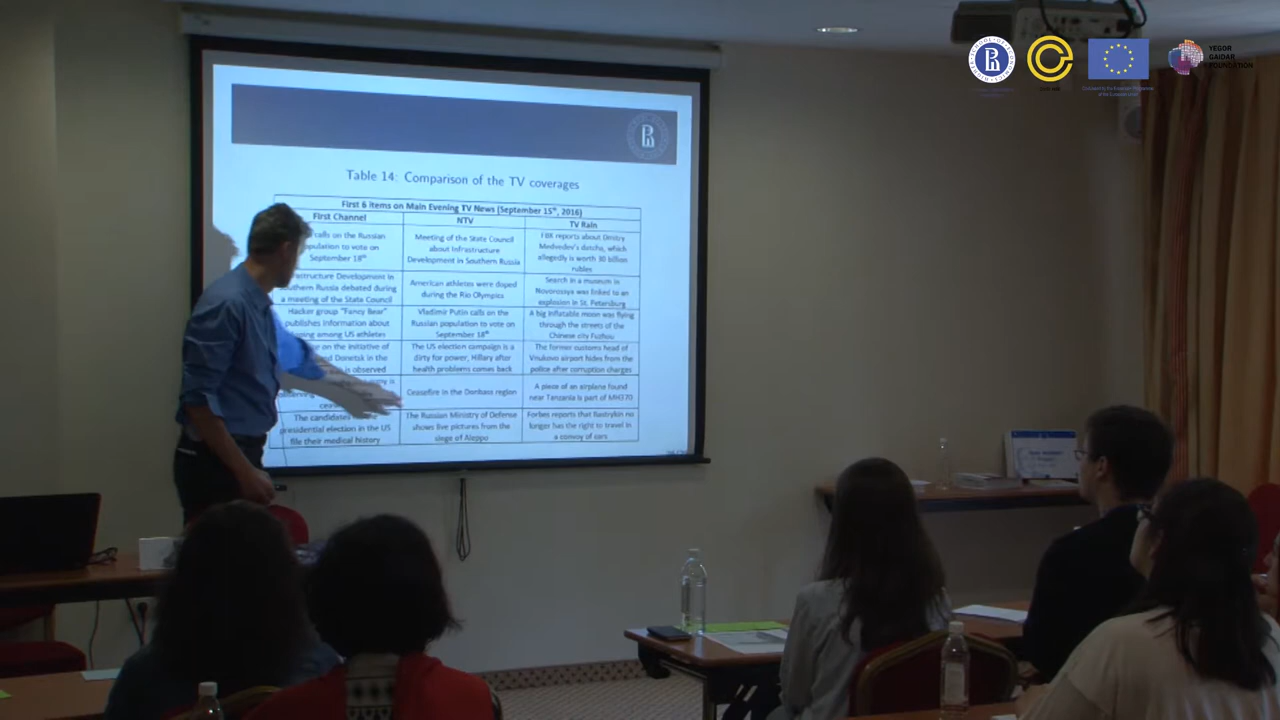 YEGOR
GAIDAR
FOUNDATION
Table 14: Comparison of the TV coverages
First 6 items on Main Evening TV News (September 15th, 2016)
First Channel
NTV
TV Rain
calls on the Russian
population to vote on
September 18th
Meeting of the State Council
about Infrastructure
Development in Southern Russia
FBK reports about Dmitry
Medvedev's datcha, which
allegedly is worth 30 billion
rubles
Infrastructure Development in
Southern Russia debated during
a meeting of the State Council
American athletes were doped
during the Rio Olympics
Search in a museum in
Novorossya was linked to an
explosion in St. Petersburg
Hacker group "Fancy Bear"
publishes information about
doping among US athletes
Vladimir Putin calls on the
Russian population to vote on
September 18th
A big inflatable moon was flying
through the streets of the
Chinese city Fuzhou
on the initiative of
and Donetsk in the
is observed
The US election campaign is a
dirty for power, Hillary after
health problems comes back
The former customs head of
Vnukovo airport hides from the
police after corruption charges
observing
Ceasefire in the Donbass region
A piece of an airplane found
near Tanzania is part of MH370
The candidates
presidential election in the US
file their medical history
The Russian Ministry of Defense
shows live pictures from the
siege of Aleppo
Forbes reports that Bastrykin no
longer has the right to travel in
a convoy of cars